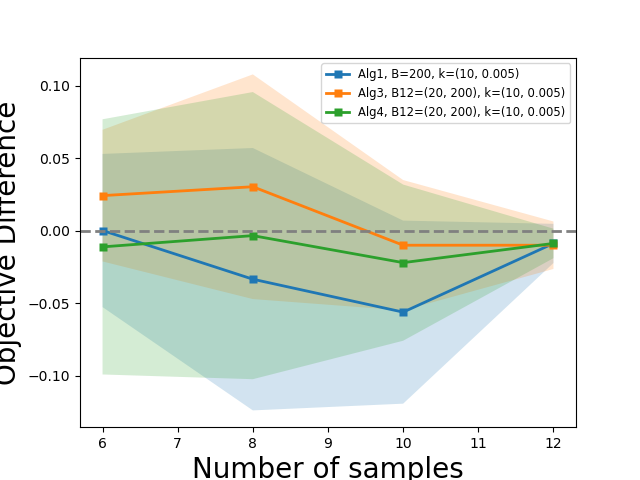 Alg1, B=200, k=(10, 0.005)
Alg3, B12=(20, 200), k=(10, 0.005)
Alg4, B12=(20, 200), k=(10, 0.005)
0.10
0.05
0.00
−0.05
−0.10
Objective Difference
6 7 8 9 10 11 12
Number of samples